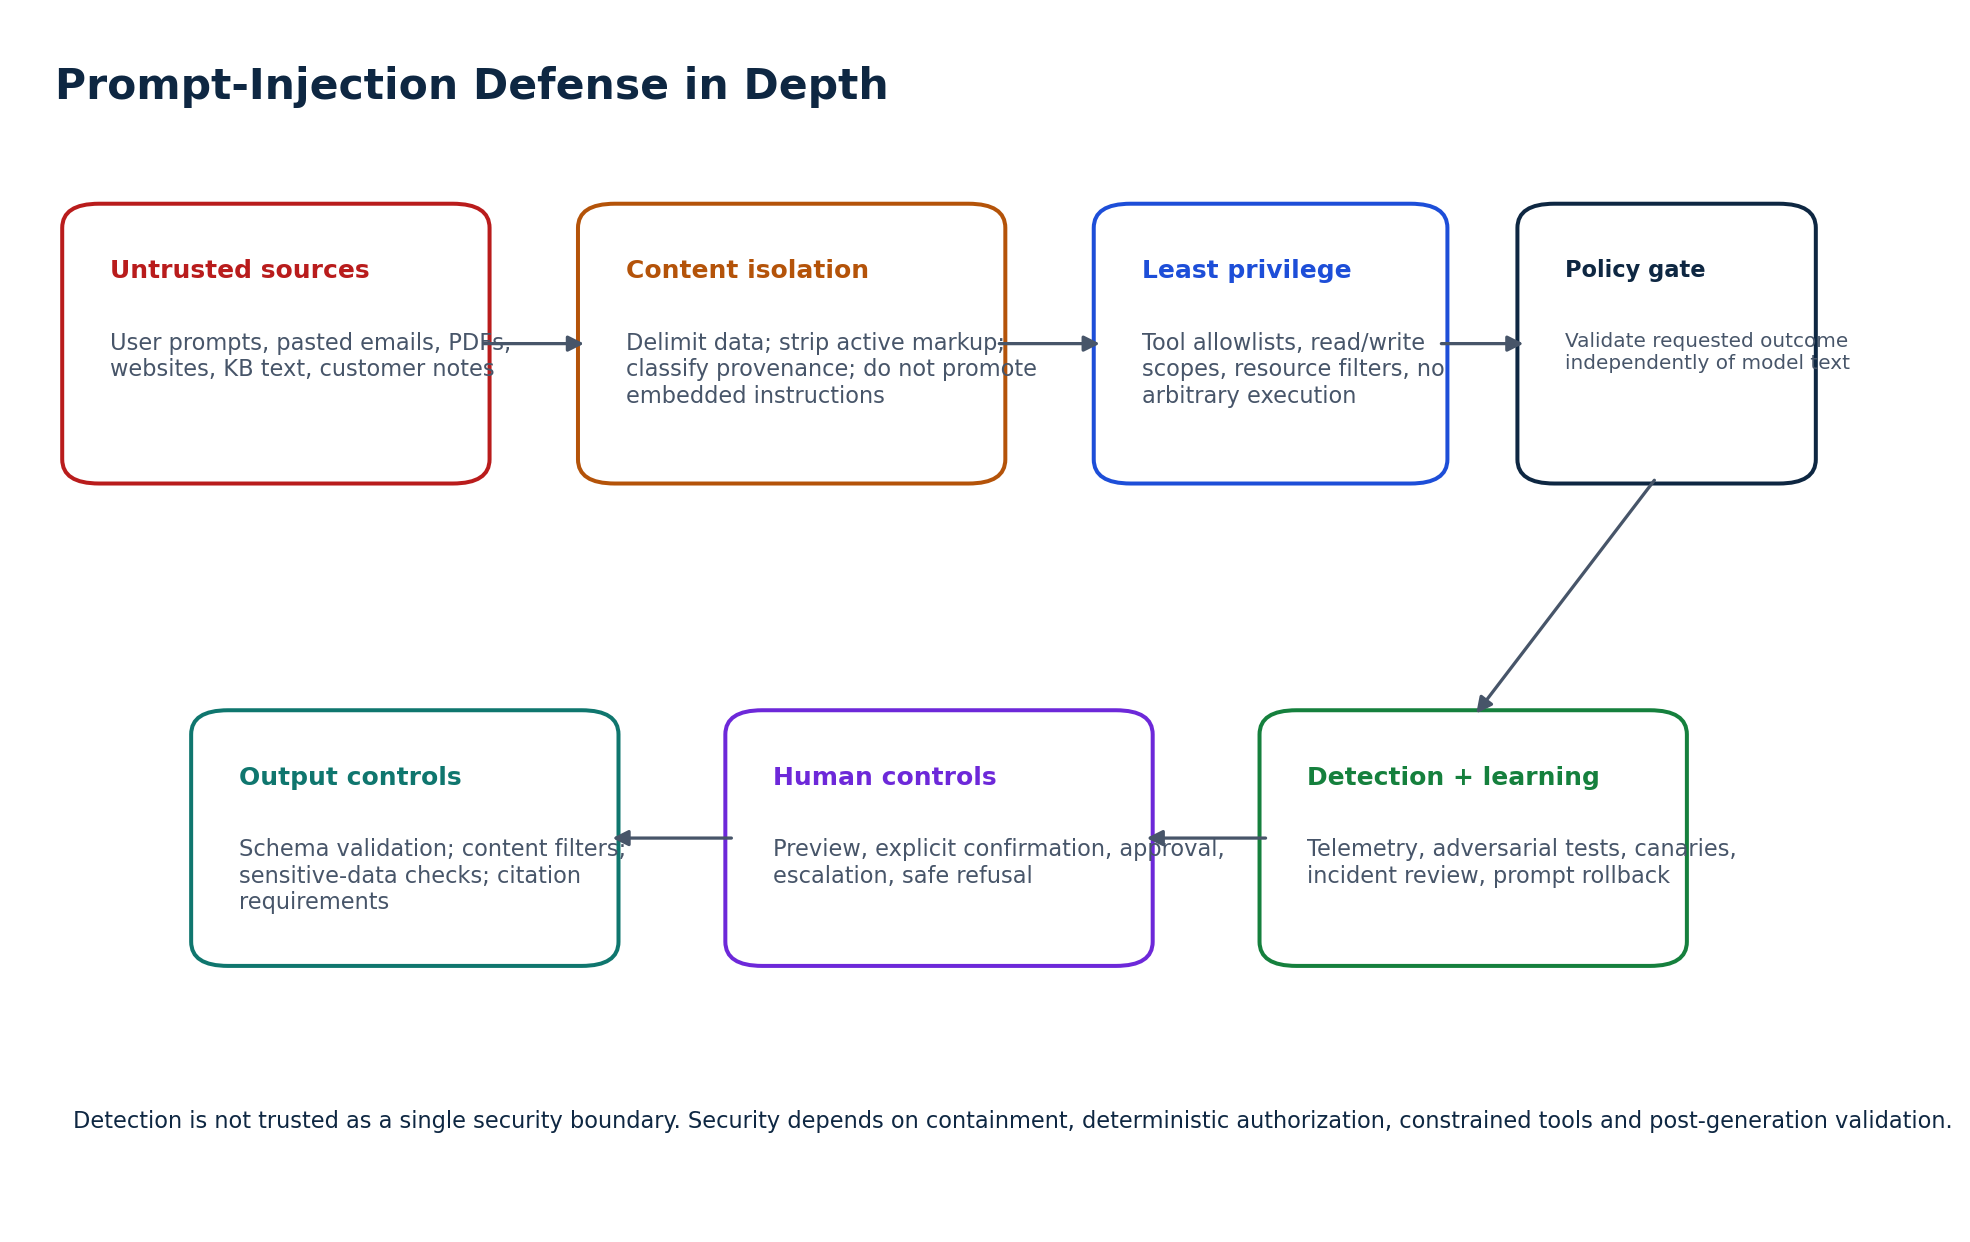 Prompt-Injection Defense in Depth
Untrusted sources
User prompts, pasted emails, PDFs,
websites, KB text, customer notes
Content isolation
Delimit data; strip active markup;
classify provenance; do not promote
embedded instructions
Least privilege
Tool allowlists, read/write
scopes, resource filters, no
arbitrary execution
Policy gate
Validate requested outcome
independently of model text
Output controls
Schema validation; content filters;
sensitive-data checks; citation
requirements
Human controls
Preview, explicit confirmation, approval,
escalation, safe refusal
Detection + learning
Telemetry, adversarial tests, canaries,
incident review, prompt rollback
Detection is not trusted as a single security boundary. Security depends on containment, deterministic authorization, constrained tools and post-generation validation.